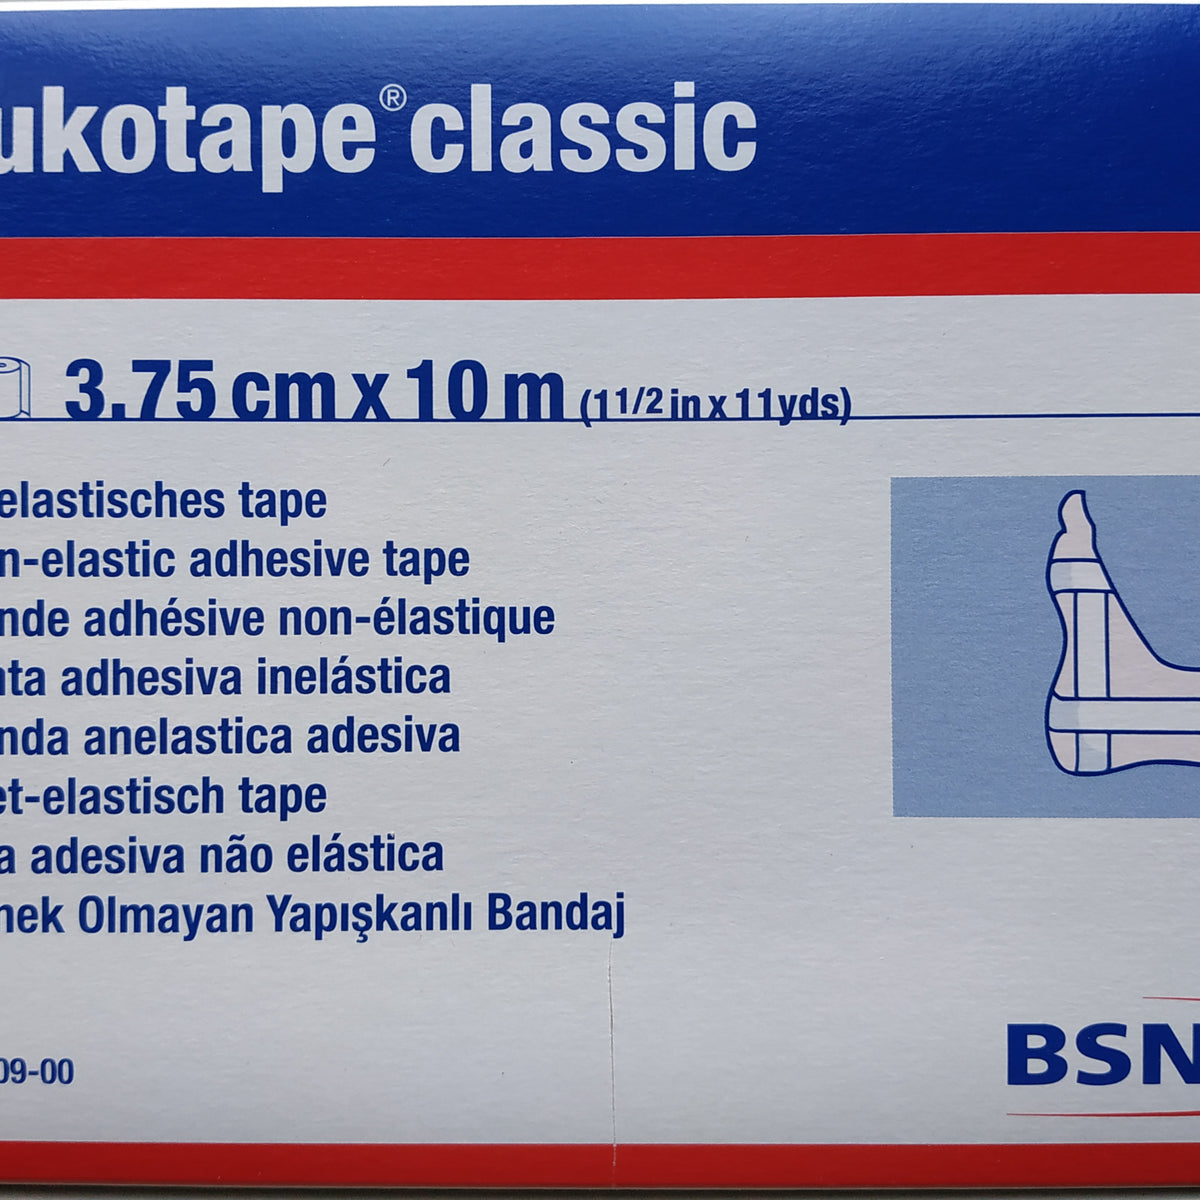 ukotape® classic
3.75 cm x 10 m (1 1/2 in x 11 yds)
elastisches tape
n-elastic adhesive tape
nde adhésive non-élastique
nta adhesiva inelástica
nda anelastica adesiva
et-elastisch tape
a adesiva não elástica
nek Olmayan Yapışkanlı Bandaj
09-00
BSN